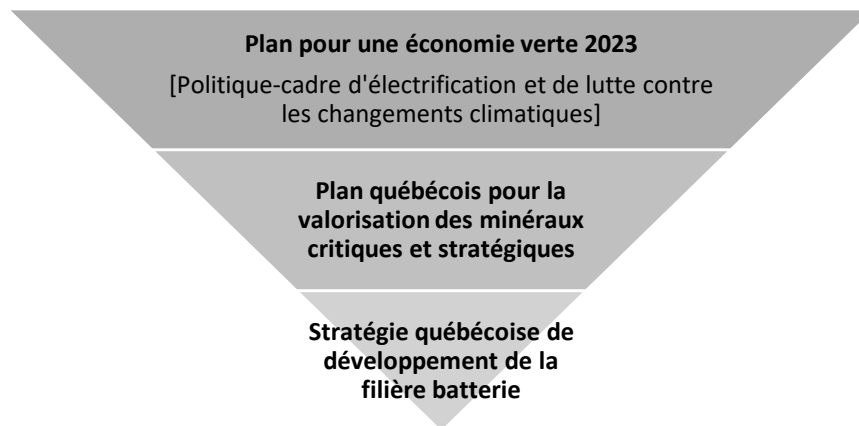 Plan pour une économie verte 2023
[Politique-cadre d'électrification et de lutte contre
les changements climatiques]
Plan québécois pour la
valorisation des minéraux
critiques et stratégiques
Stratégie québécoise de
développement de la
filière batterie